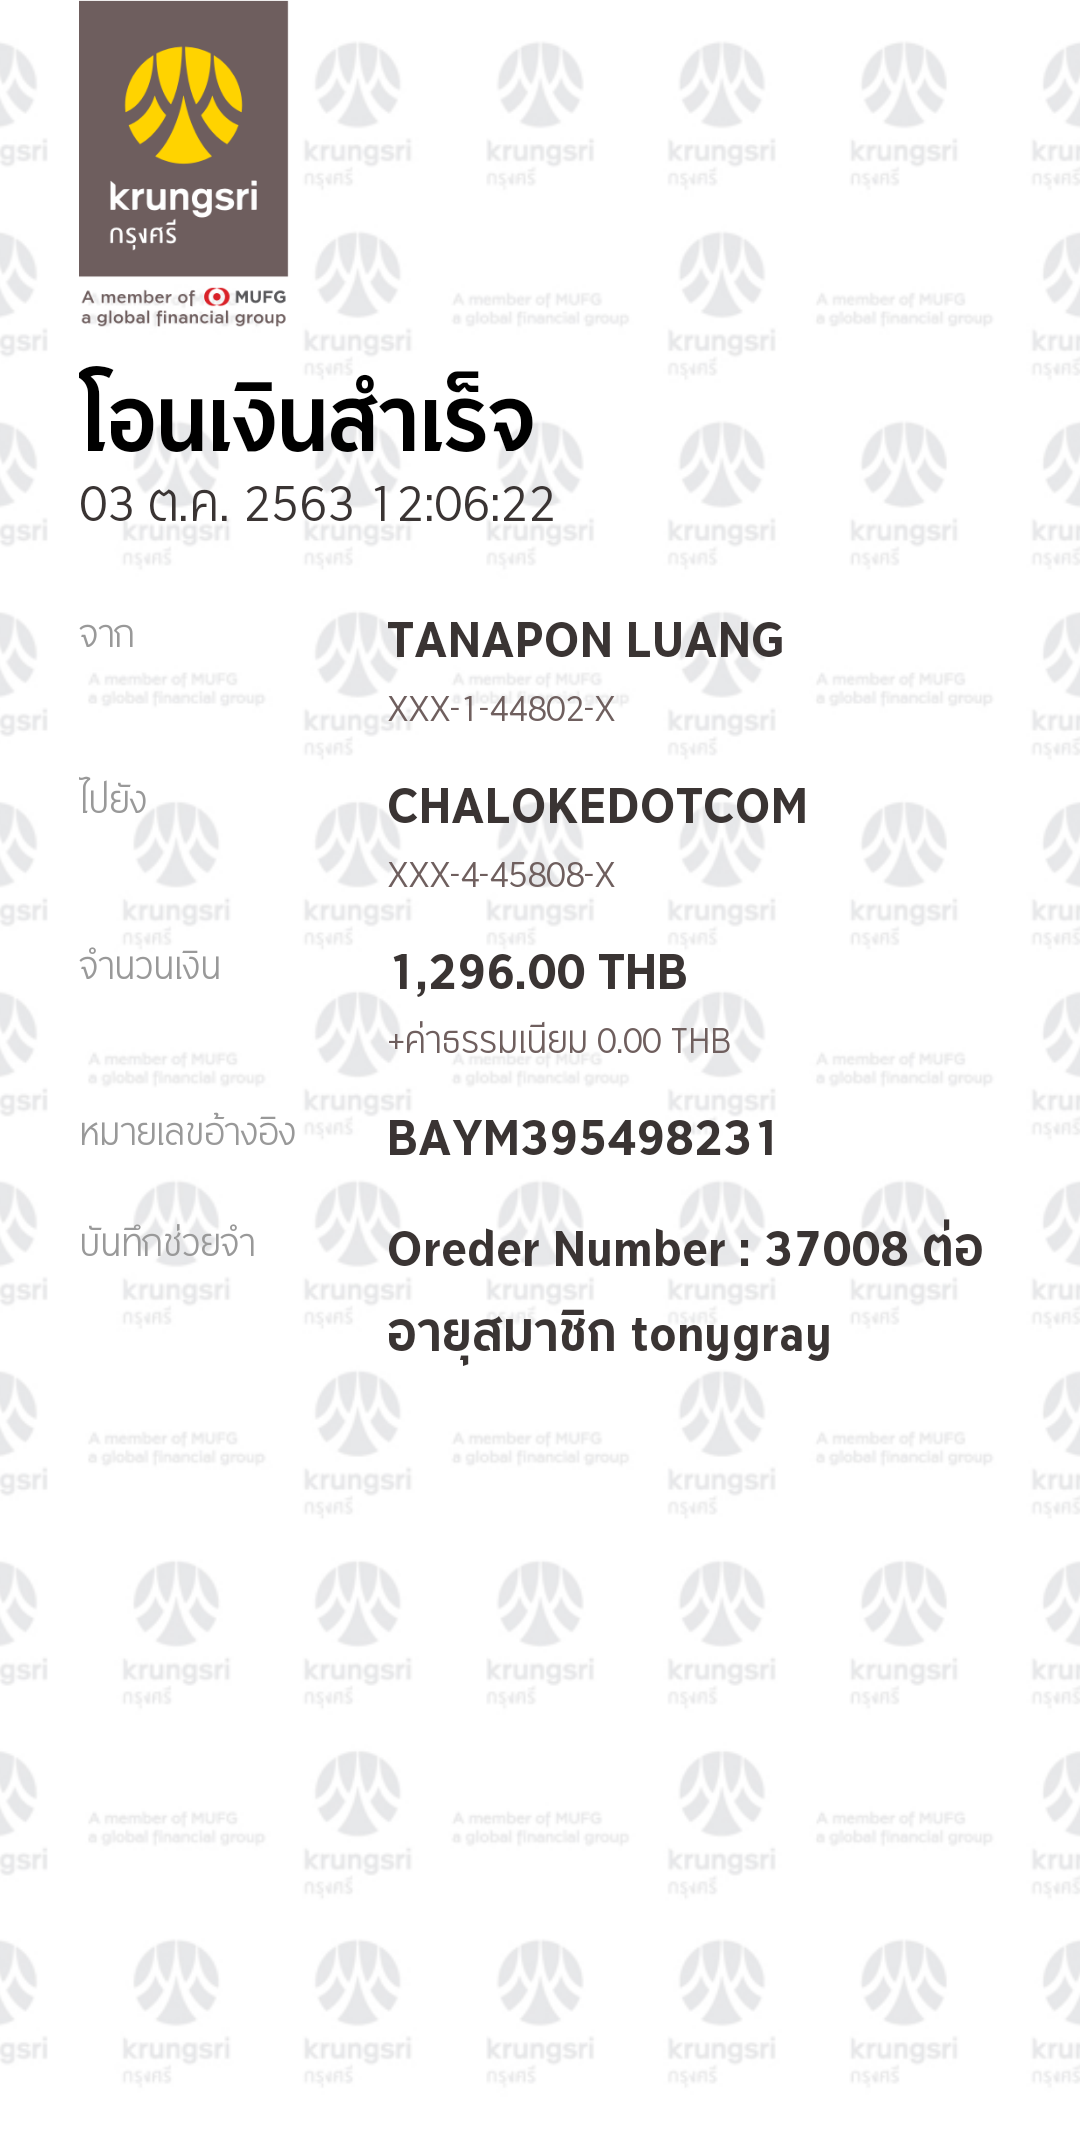 krungsri
กรุงศรี
A member of MUFG
a global financial group
โอนเงินสำเร็จ
03 ต.ค. 2563 12:06:22
จาก
TANAPON LUANG
XXX-1-44802-X
ไปยัง
CHALOKEDOTCOM
XXX-4-45808-X
จำนวนเงิน
1,296.00 THB
+ค่าธรรมเนียม 0.00 THB
หมายเลขอ้างอิง
BAYM395498231
บันทึกช่วยจำ
Oreder Number : 37008 ต่อ
อายุสมาชิก tonygray